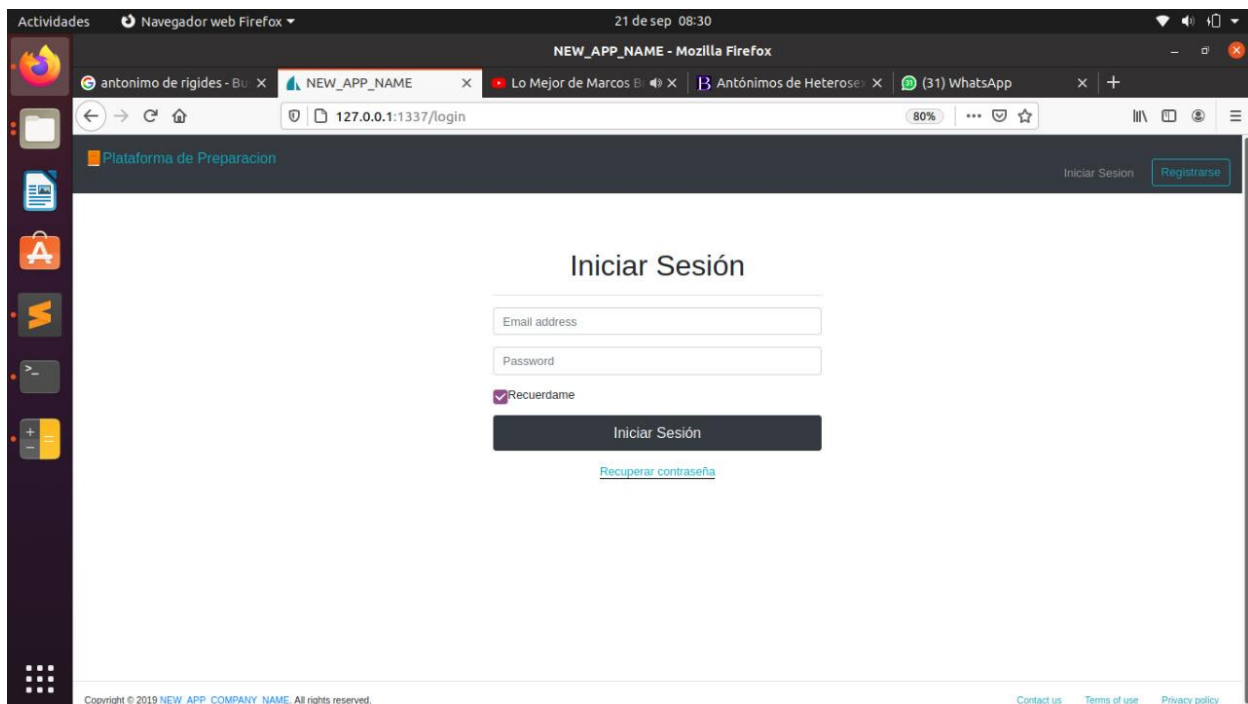 Actividades Navegador web Firefox 21 de sep 08:30
NEW_APP_NAME - Mozilla Firefox
antonimo de rigides - Bu NEW_APP_NAME Lo Mejor de Marcos B Antónimos de Heterosex (31) WhatsApp
127.0.0.1:1337/login 80%
Plataforma de Preparacion
Iniciar Sesion Registrarse
Iniciar Sesión
Email address
Password
Recuerdame
Iniciar Sesión
Recuperar contraseña
Copyright © 2019 NEW_APP_COMPANY_NAME. All rights reserved. Contact us Terms of use Privacy policy